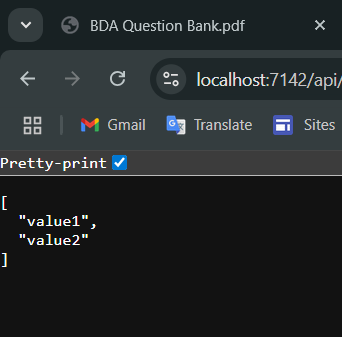 BDA Question Bank.pdf
localhost:7142/api/
Gmail Translate Sites
Pretty-print
[
"value1",
"value2"
]